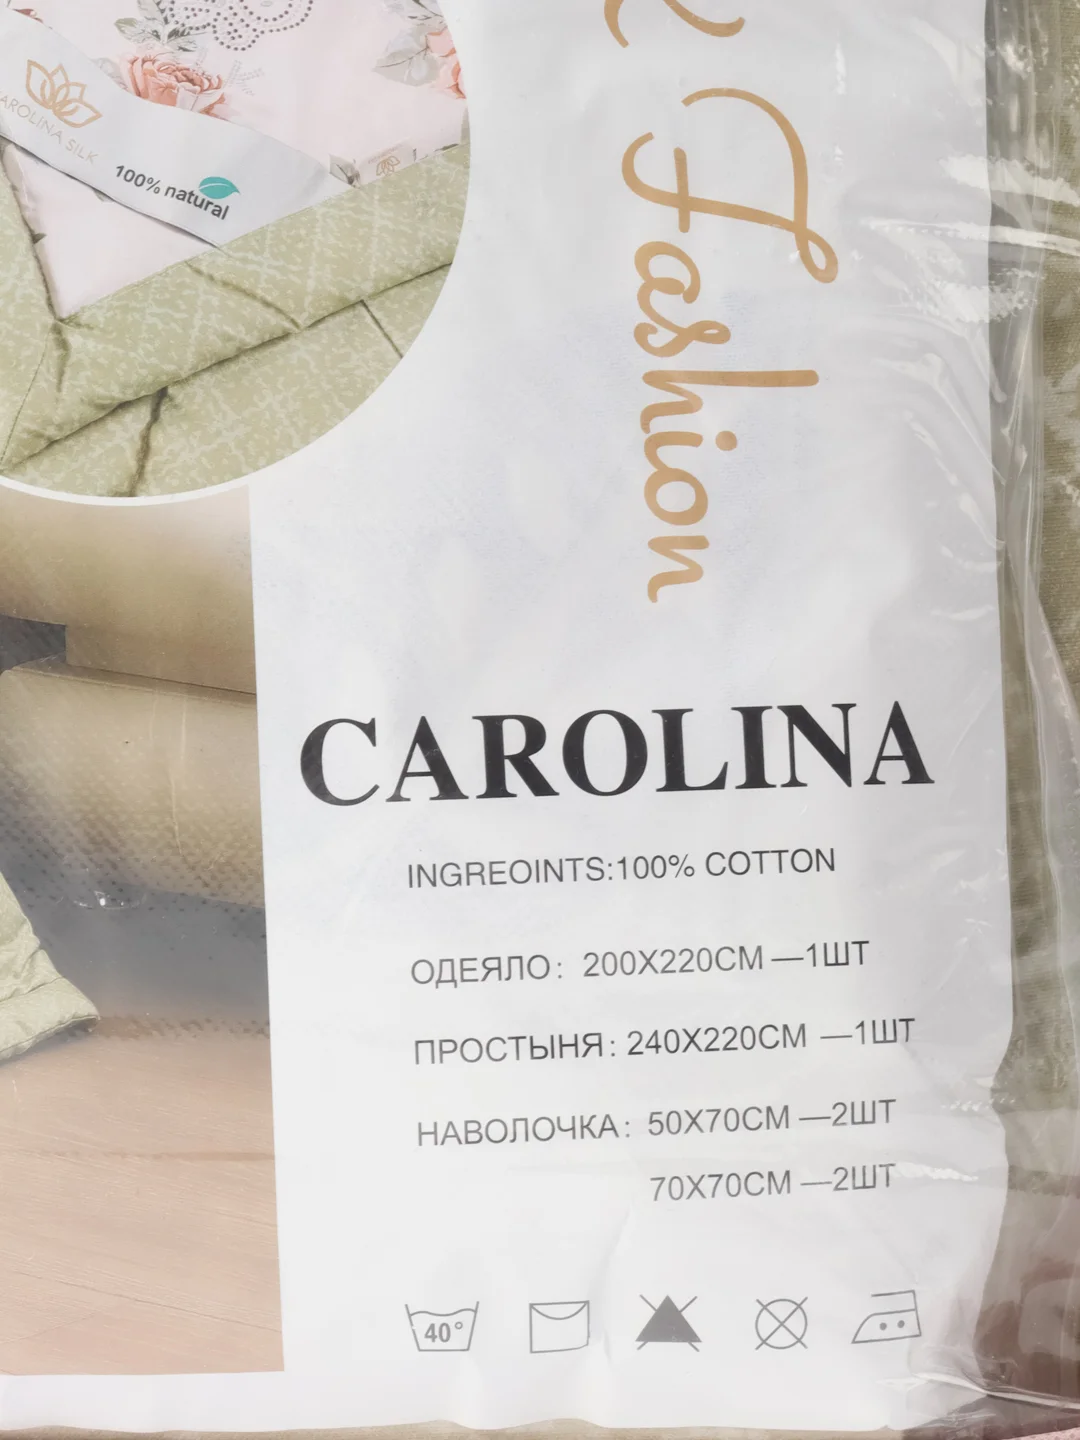 CAROLINA SILK
100% natural
Fashion
CAROLINA
INGREOINTS:100% COTTON
ОДЕЯЛО: 200X220CM —1ШТ
ПРОСТЫНЯ: 240X220CM —1ШТ
НАВОЛОЧКА: 50X70CM —2ШТ
70X70CM —2ШТ
40°